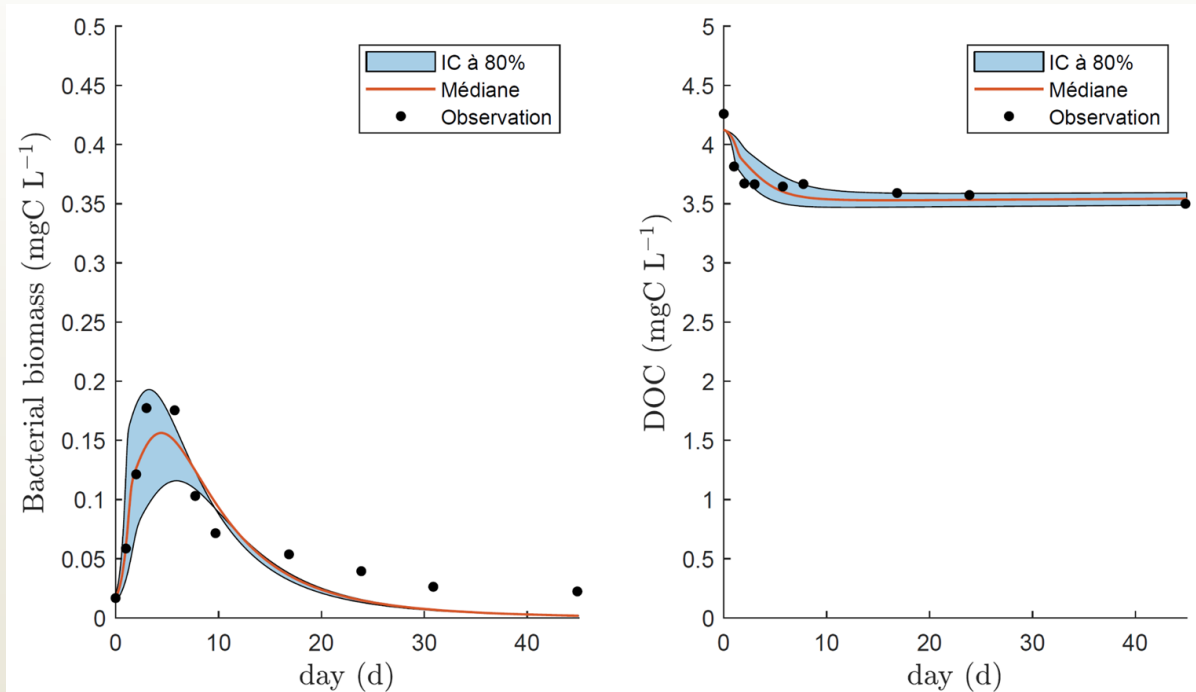 Bacterial biomass (mgC L⁻¹)
0.5
0.45
0.4
0.35
0.3
0.25
0.2
0.15
0.1
0.05
0
0 10 20 30 40
day (d)
IC à 80%
Médiane
Observation
DOC (mgC L⁻¹)
5
4.5
4
3.5
3
2.5
2
1.5
1
0.5
0
0 10 20 30 40
day (d)
IC à 80%
Médiane
Observation